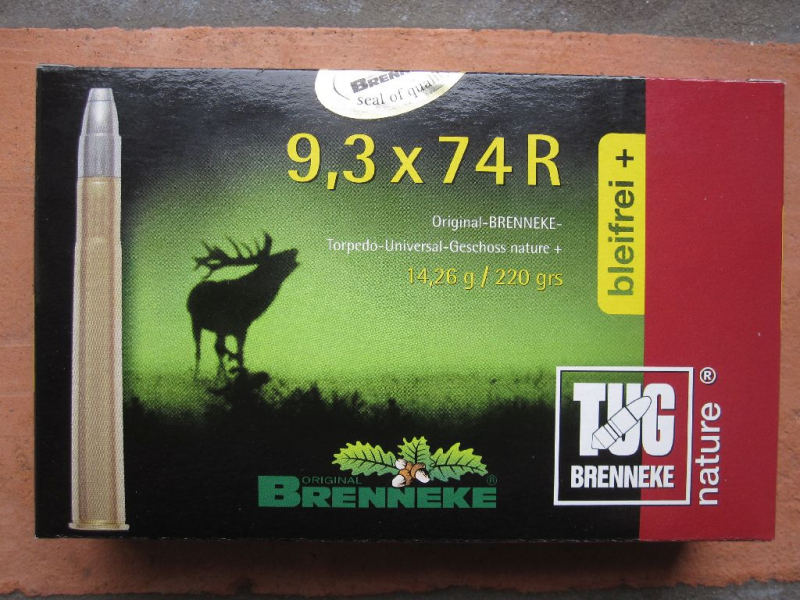 BRENNEKE
seal of quality
9,3 x 74 R
Original-BRENNEKE-
Torpedo-Universal-Geschoss nature +
14,26 g / 220 grs
bleifrei +
TUG
BRENNEKE
nature ®
ORIGINAL
BRENNEKE ®